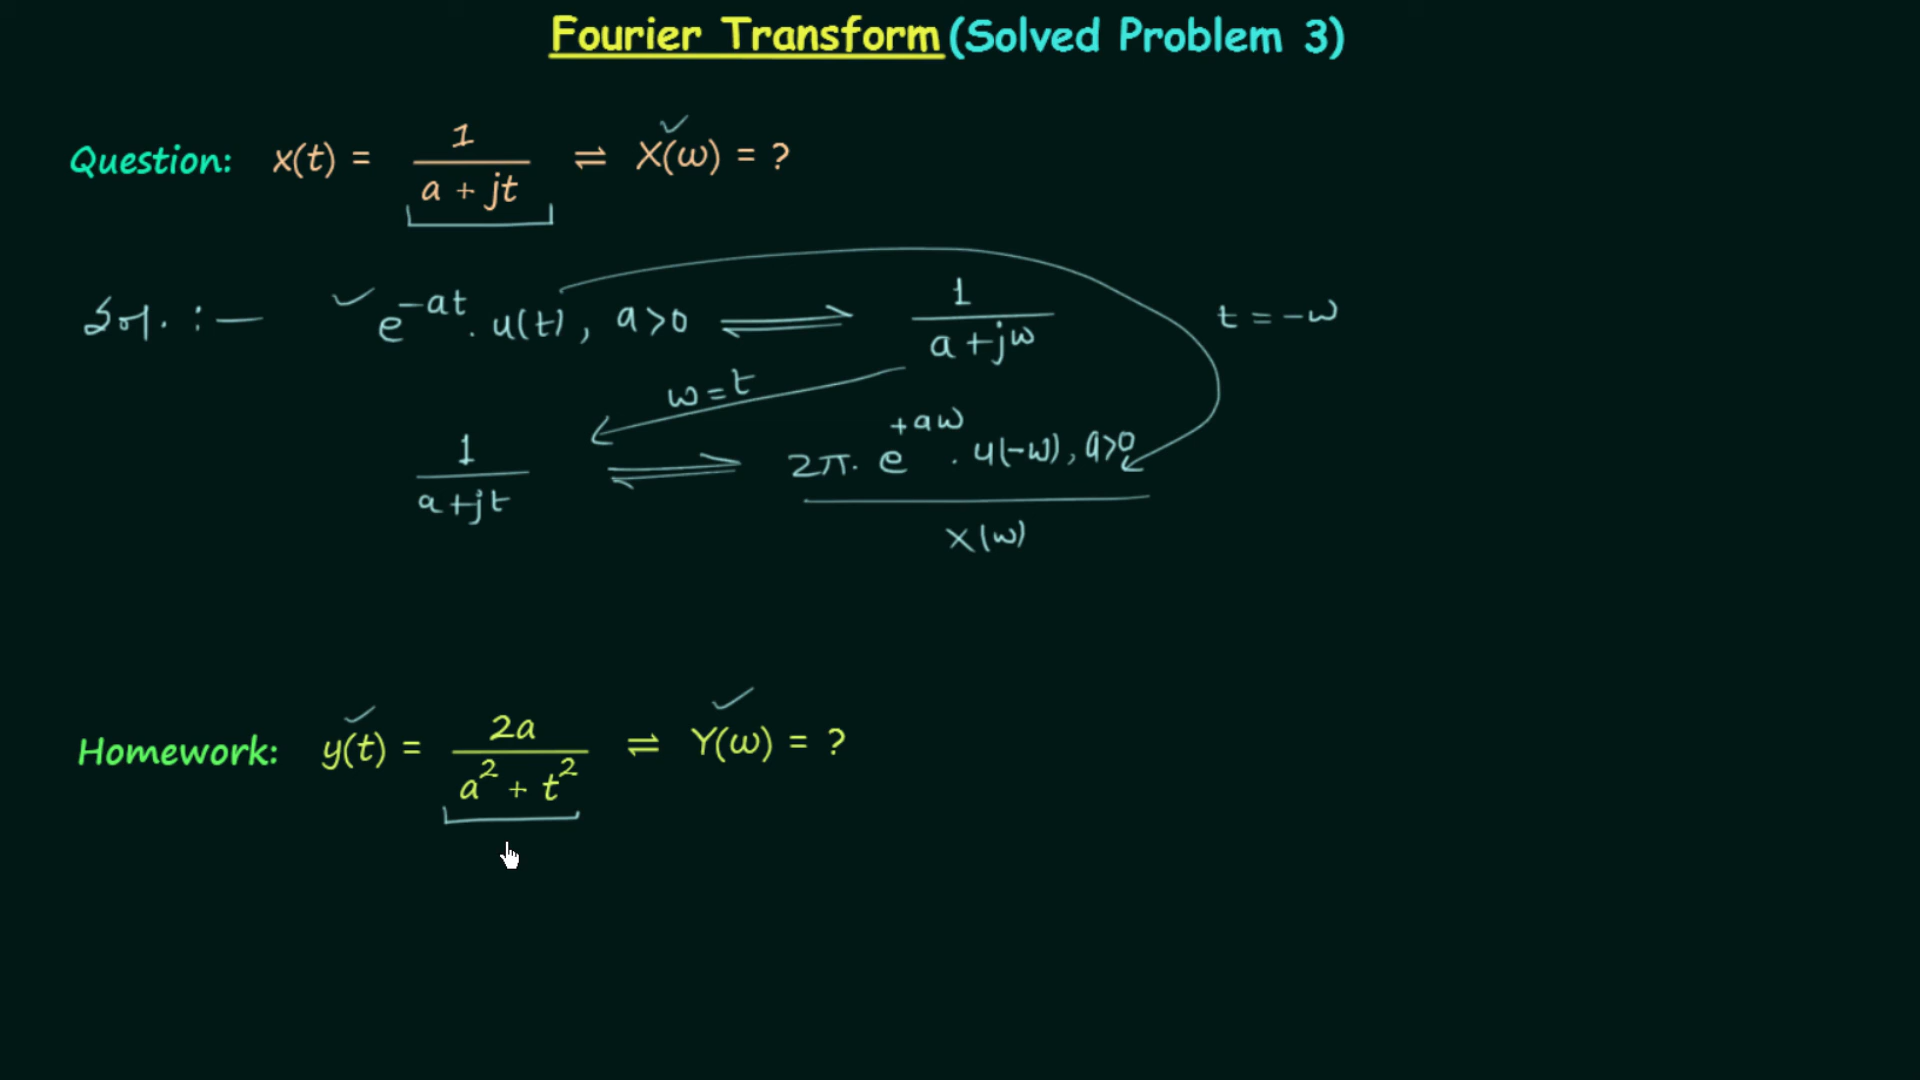 Fourier Transform (Solved Problem 3)
Question: x(t) = 1 / (a + jt) ⇌ X(ω) = ?
Sol. :- e^{-at} . u(t), a>0 ⇌ 1 / (a+jω) t = -ω
ω = t
1 / (a+jt) ⇌ 2π. e^{+aω} . u(-ω), a>0
X(ω)
Homework: y(t) = 2a / (a² + t²) ⇌ Y(ω) = ?